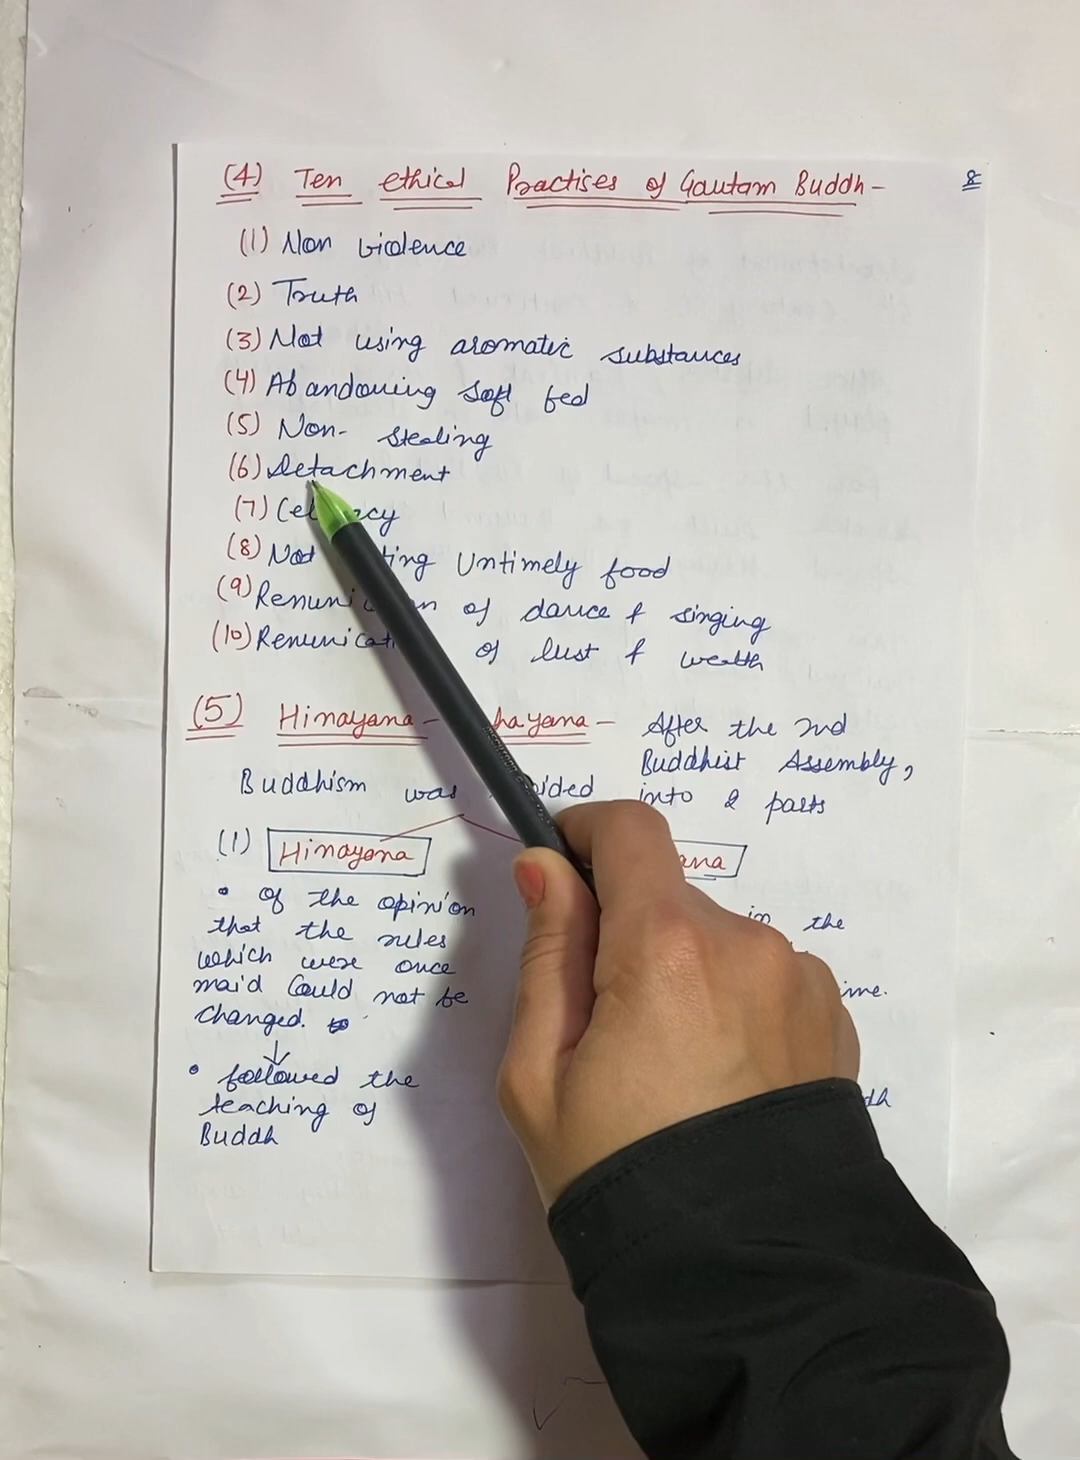 (4) Ten ethical Practises of Gautam Buddh - 8
(1) Non violence
(2) Truth
(3) Not using aromatic substances
(4) Abandoning soft bed
(5) Non- stealing
(6) Detachment
(7)
(8) Not Untimely food
(9) of dance & singing
(10) of lust & wealth
(5) Himayana - - After the 2nd
Buddhist Assembly,
Buddhism was into 2 parts
(1) Himayana
• of the opinion
that the rules
which were once
maid Could not be
changed.
• followed the
teaching of
Buddh
in the